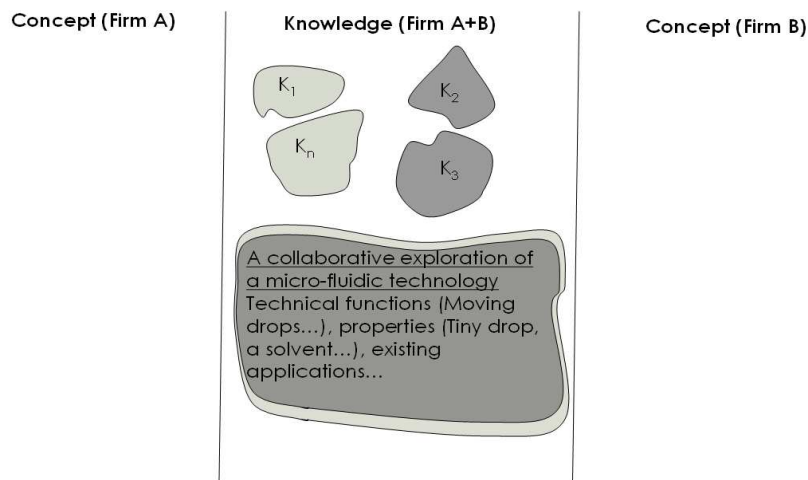 Concept (Firm A)
Knowledge (Firm A+B)
Concept (Firm B)
K1
K2
Kn
K3
A collaborative exploration of
a micro-fluidic technology
Technical functions (Moving
drops…), properties (Tiny drop,
a solvent…), existing
applications…